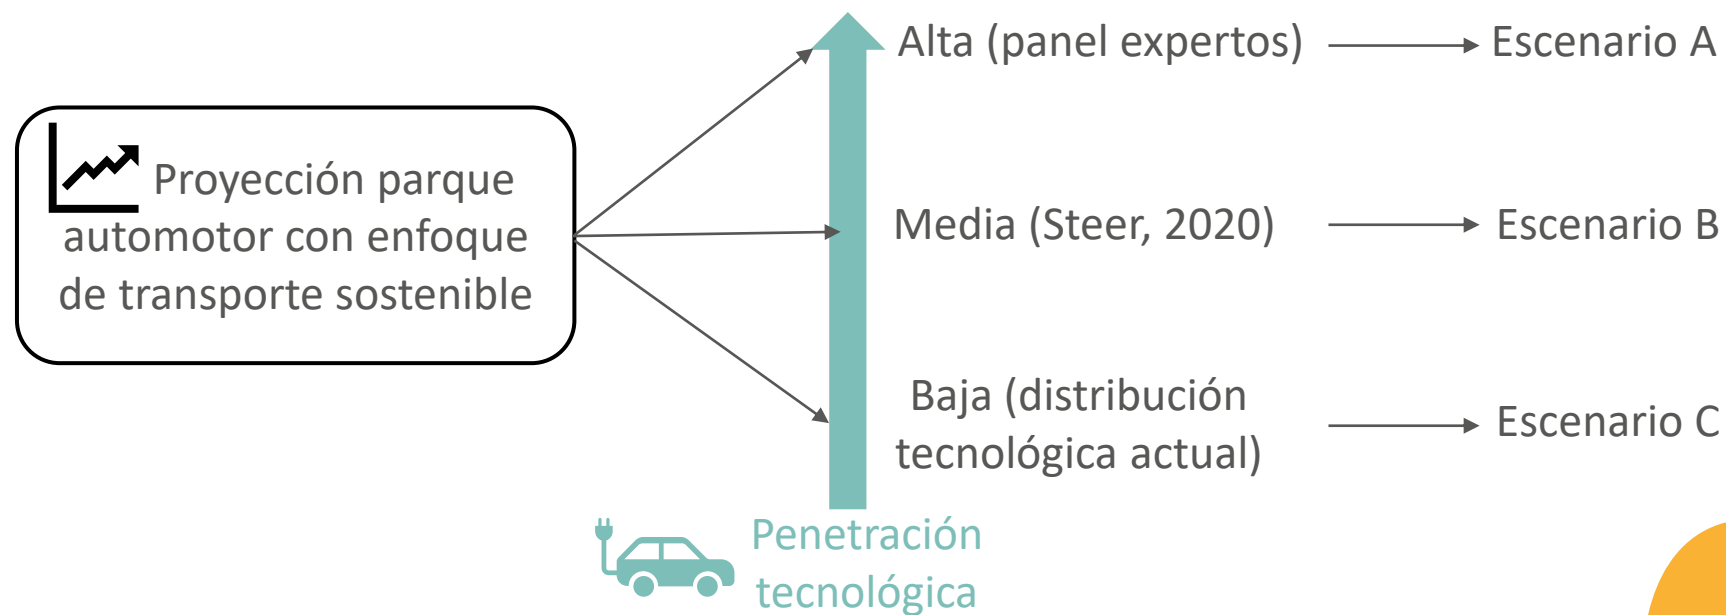 Proyección parque
automotor con enfoque
de transporte sostenible
Alta (panel expertos)
Escenario A
Media (Steer, 2020)
Escenario B
Baja (distribución
tecnológica actual)
Escenario C
Penetración
tecnológica